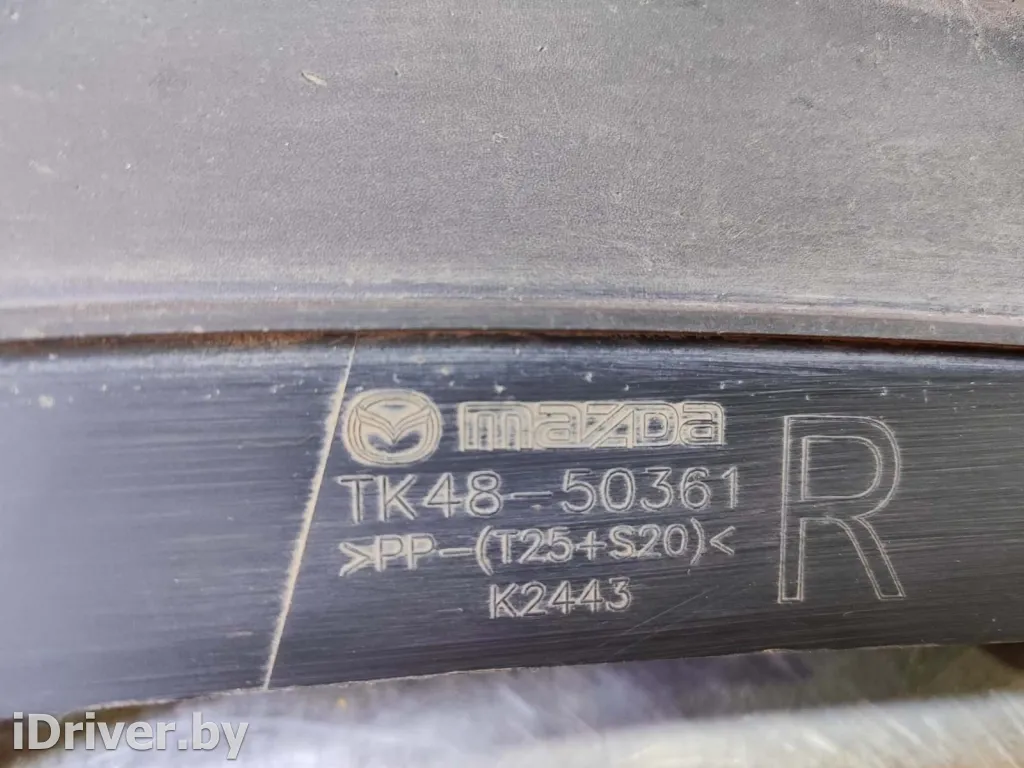 mazda
TK48-50361
>PP-(T25+S20)<
K2443
R
iDriver.by